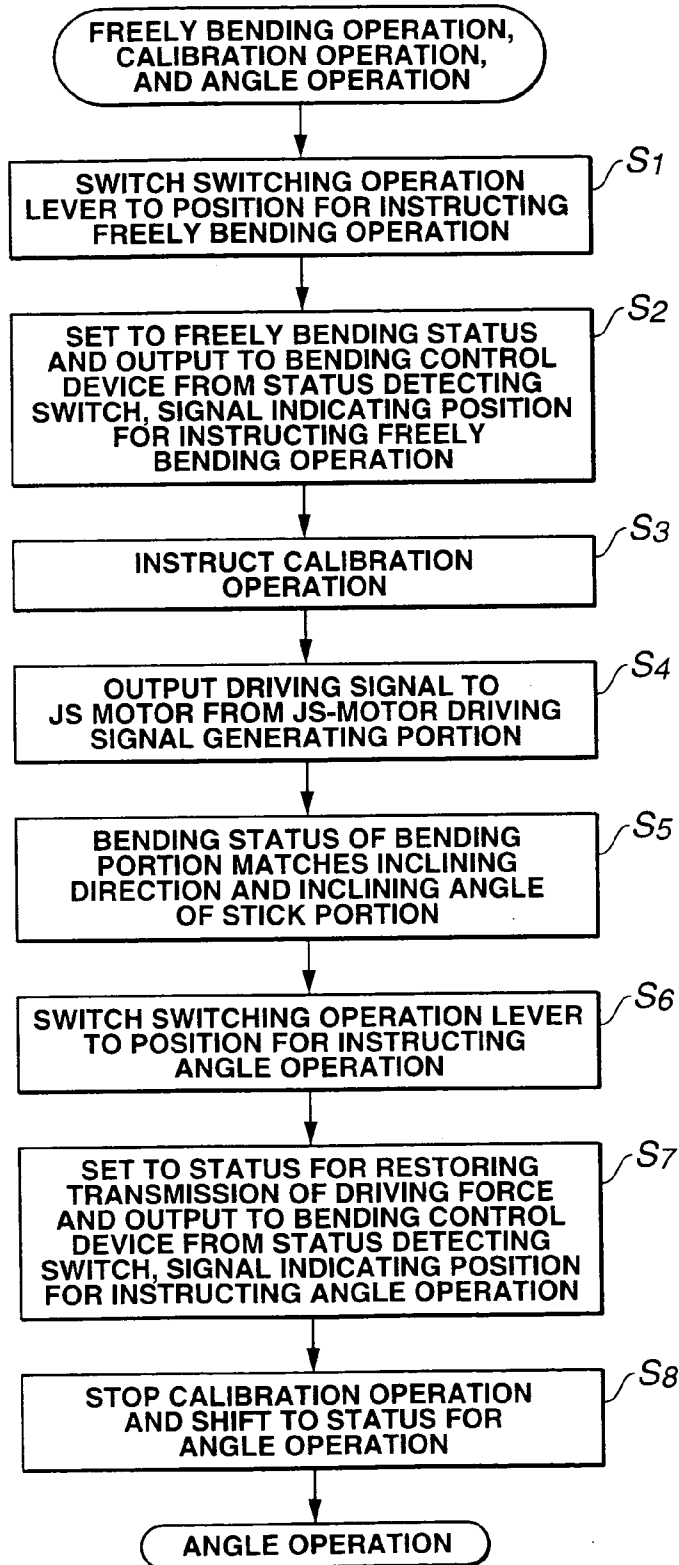 FREELY BENDING OPERATION,
CALIBRATION OPERATION,
AND ANGLE OPERATION
S1
SWITCH SWITCHING OPERATION
LEVER TO POSITION FOR INSTRUCTING
FREELY BENDING OPERATION
S2
SET TO FREELY BENDING STATUS
AND OUTPUT TO BENDING CONTROL
DEVICE FROM STATUS DETECTING
SWITCH, SIGNAL INDICATING POSITION
FOR INSTRUCTING FREELY
BENDING OPERATION
S3
INSTRUCT CALIBRATION
OPERATION
S4
OUTPUT DRIVING SIGNAL TO
JS MOTOR FROM JS-MOTOR DRIVING
SIGNAL GENERATING PORTION
S5
BENDING STATUS OF BENDING
PORTION MATCHES INCLINING
DIRECTION AND INCLINING ANGLE
OF STICK PORTION
S6
SWITCH SWITCHING OPERATION LEVER
TO POSITION FOR INSTRUCTING
ANGLE OPERATION
S7
SET TO STATUS FOR RESTORING
TRANSMISSION OF DRIVING FORCE
AND OUTPUT TO BENDING CONTROL
DEVICE FROM STATUS DETECTING
SWITCH, SIGNAL INDICATING POSITION
FOR INSTRUCTING ANGLE OPERATION
S8
STOP CALIBRATION OPERATION
AND SHIFT TO STATUS FOR
ANGLE OPERATION
ANGLE OPERATION